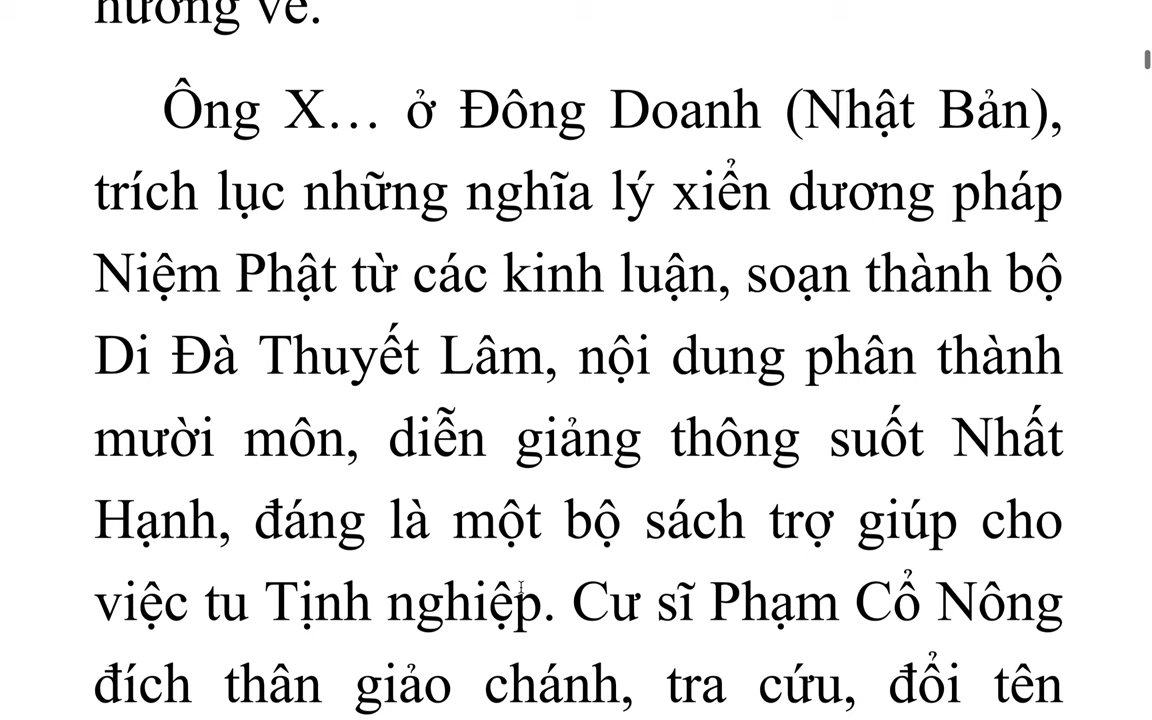 hướng về.
Ông X… ở Đông Doanh (Nhật Bản),
trích lục những nghĩa lý xiển dương pháp
Niệm Phật từ các kinh luận, soạn thành bộ
Di Đà Thuyết Lâm, nội dung phân thành
mười môn, diễn giảng thông suốt Nhất
Hạnh, đáng là một bộ sách trợ giúp cho
việc tu Tịnh nghiệp. Cư sĩ Phạm Cổ Nông
đích thân giảo chánh, tra cứu, đổi tên